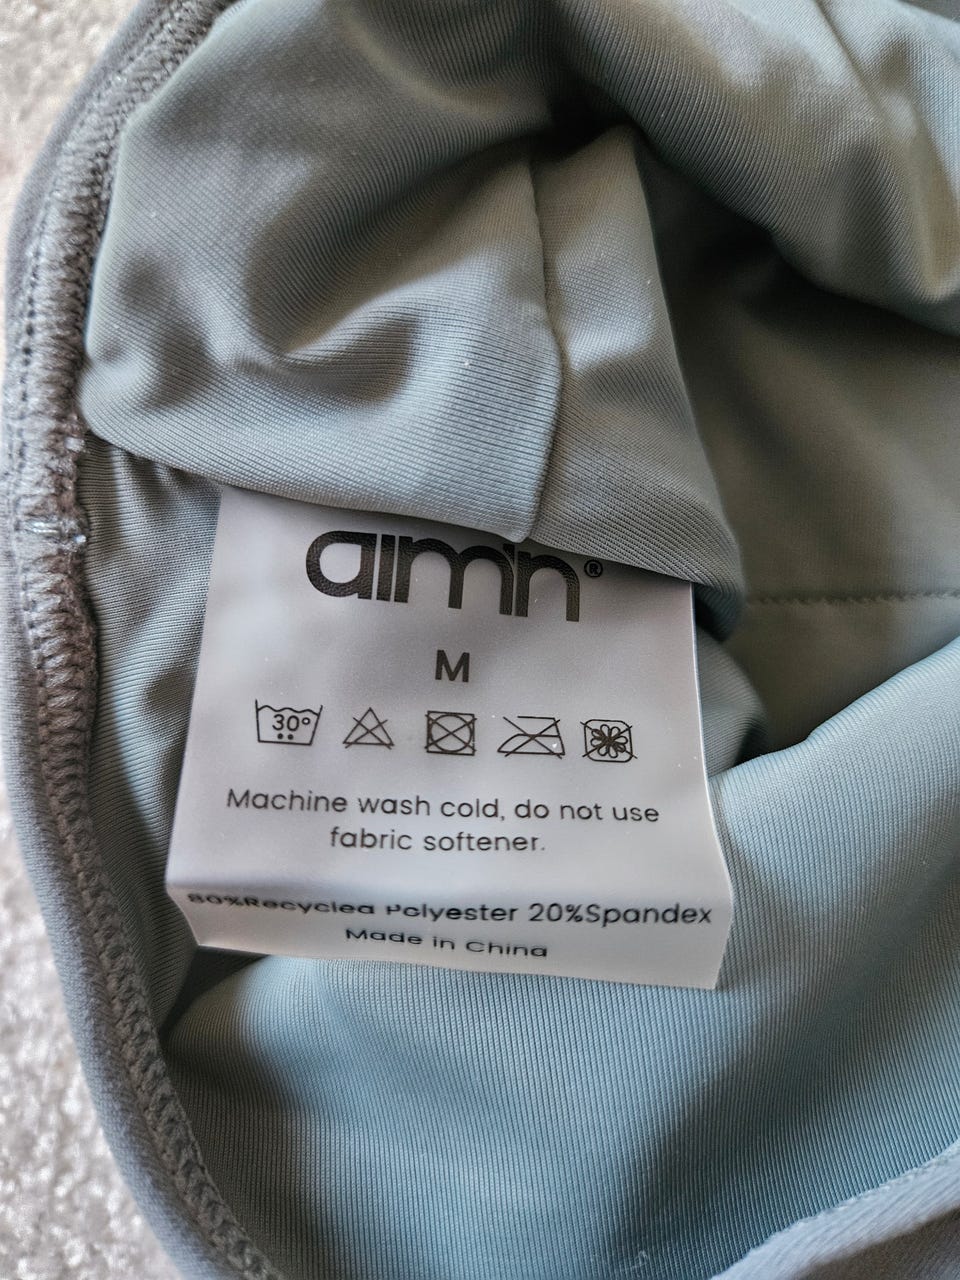 aim'n®
M
30°
Machine wash cold, do not use
fabric softener.
80%Recycled Polyester 20%Spandex
Made in China